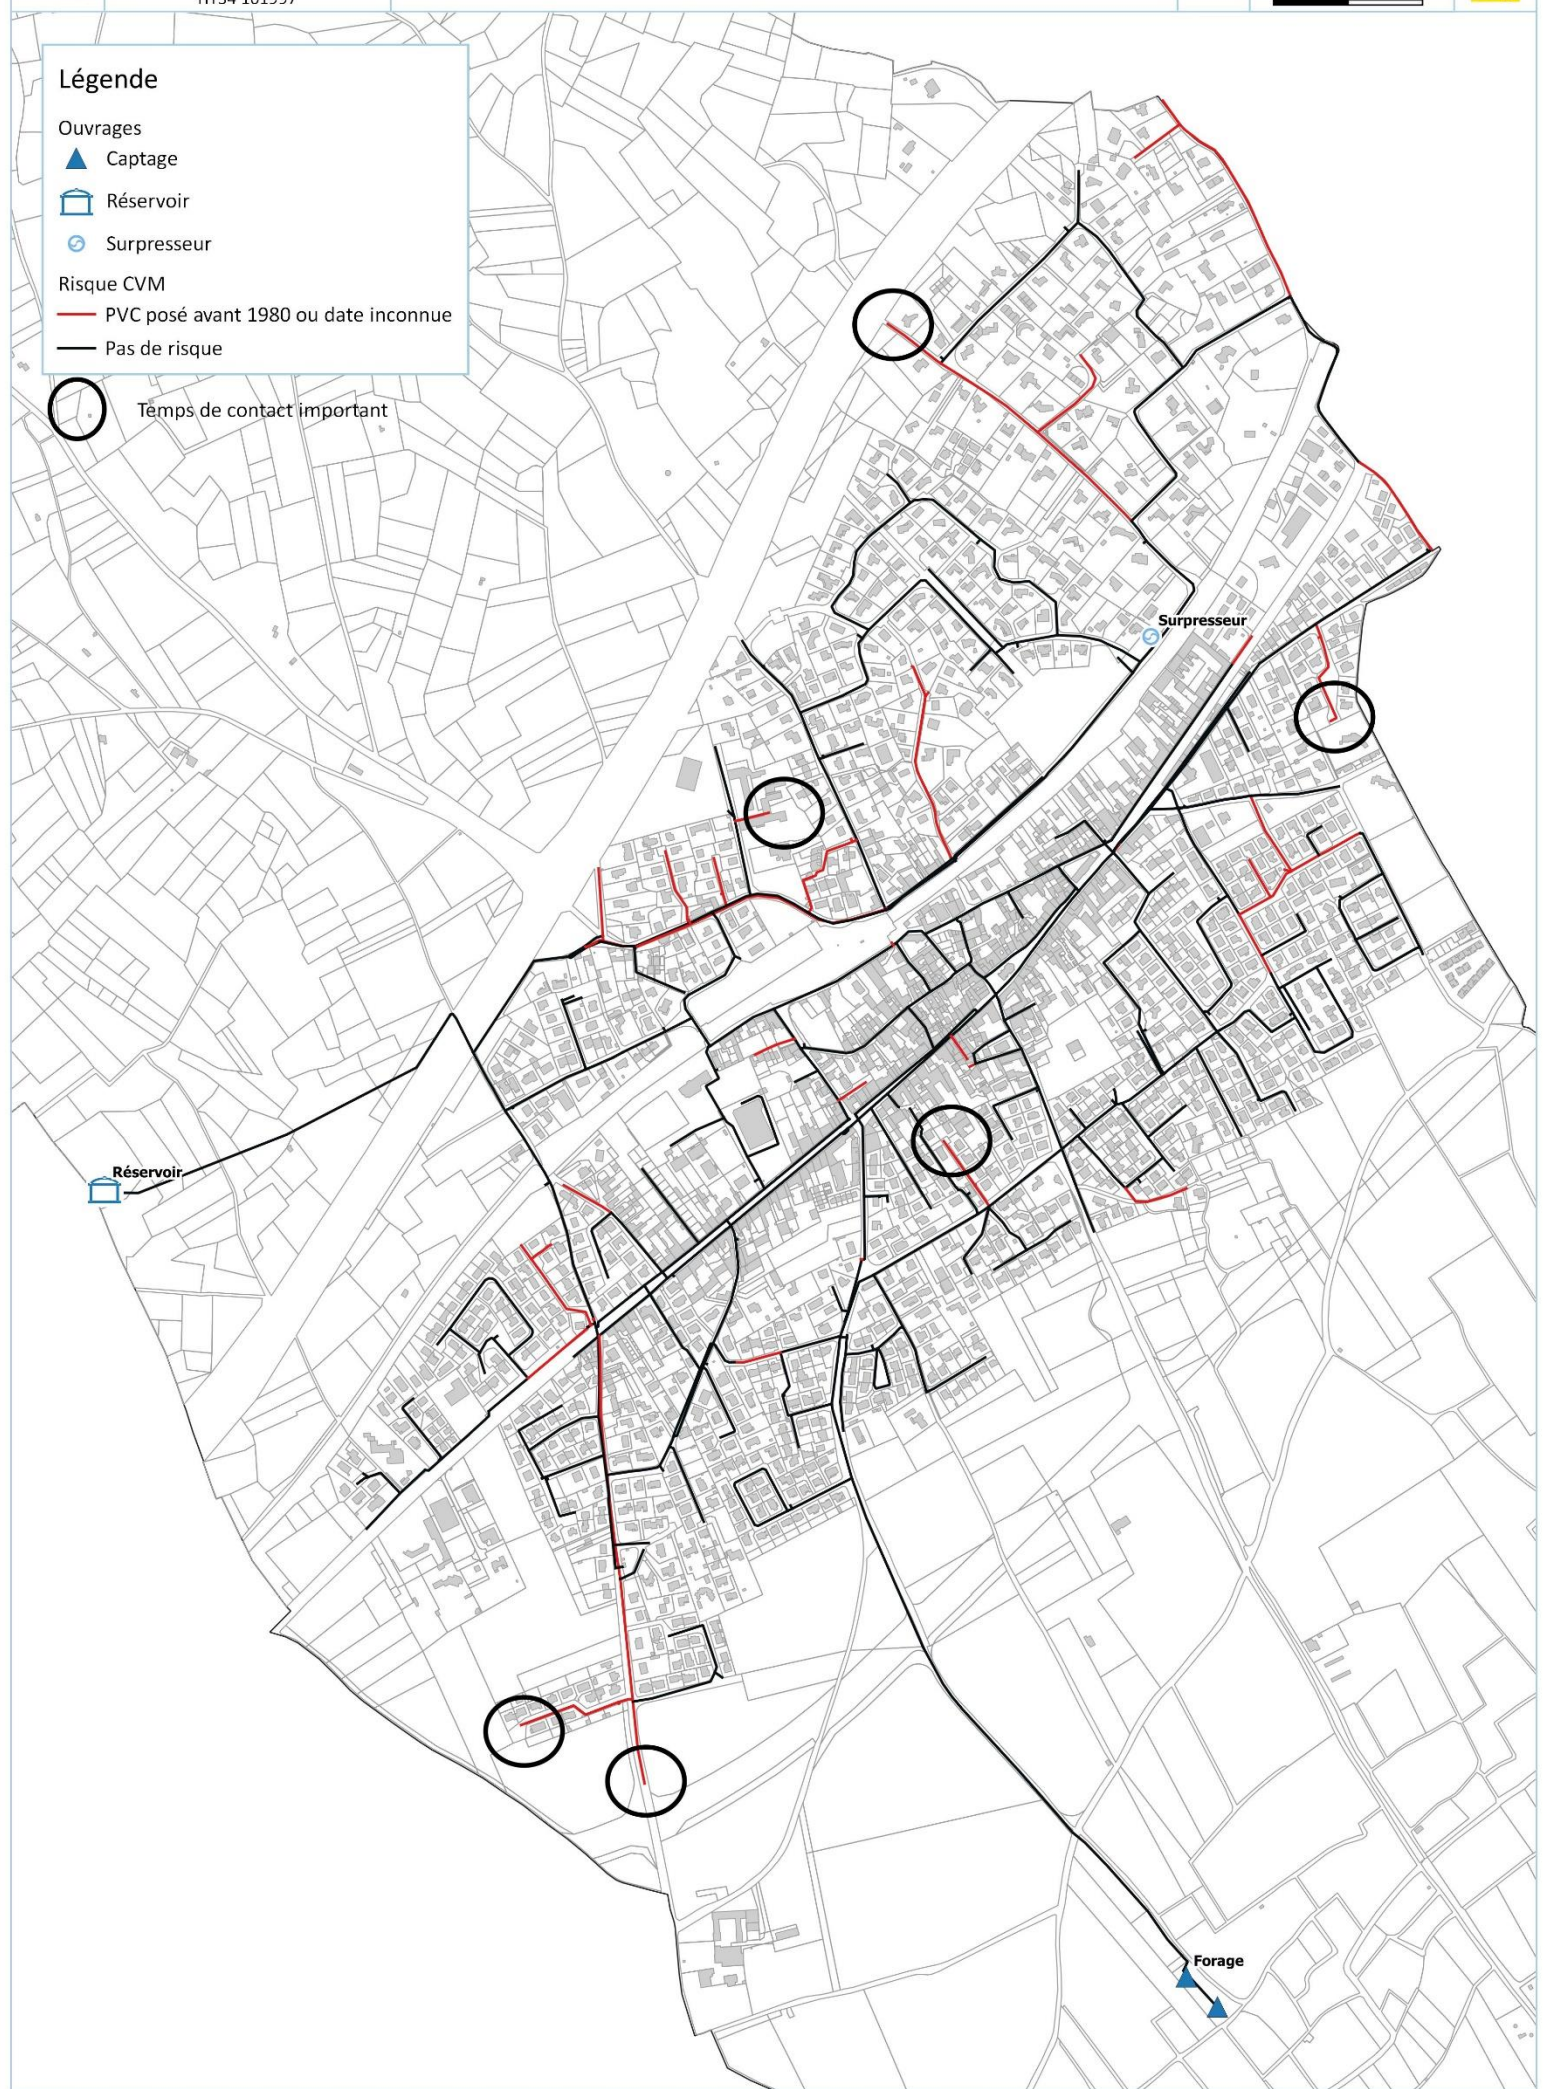 Légende
Ouvrages
Captage
Réservoir
Surpresseur
Risque CVM
PVC posé avant 1980 ou date inconnue
Pas de risque
Temps de contact important
Surpresseur
Réservoir
Forage